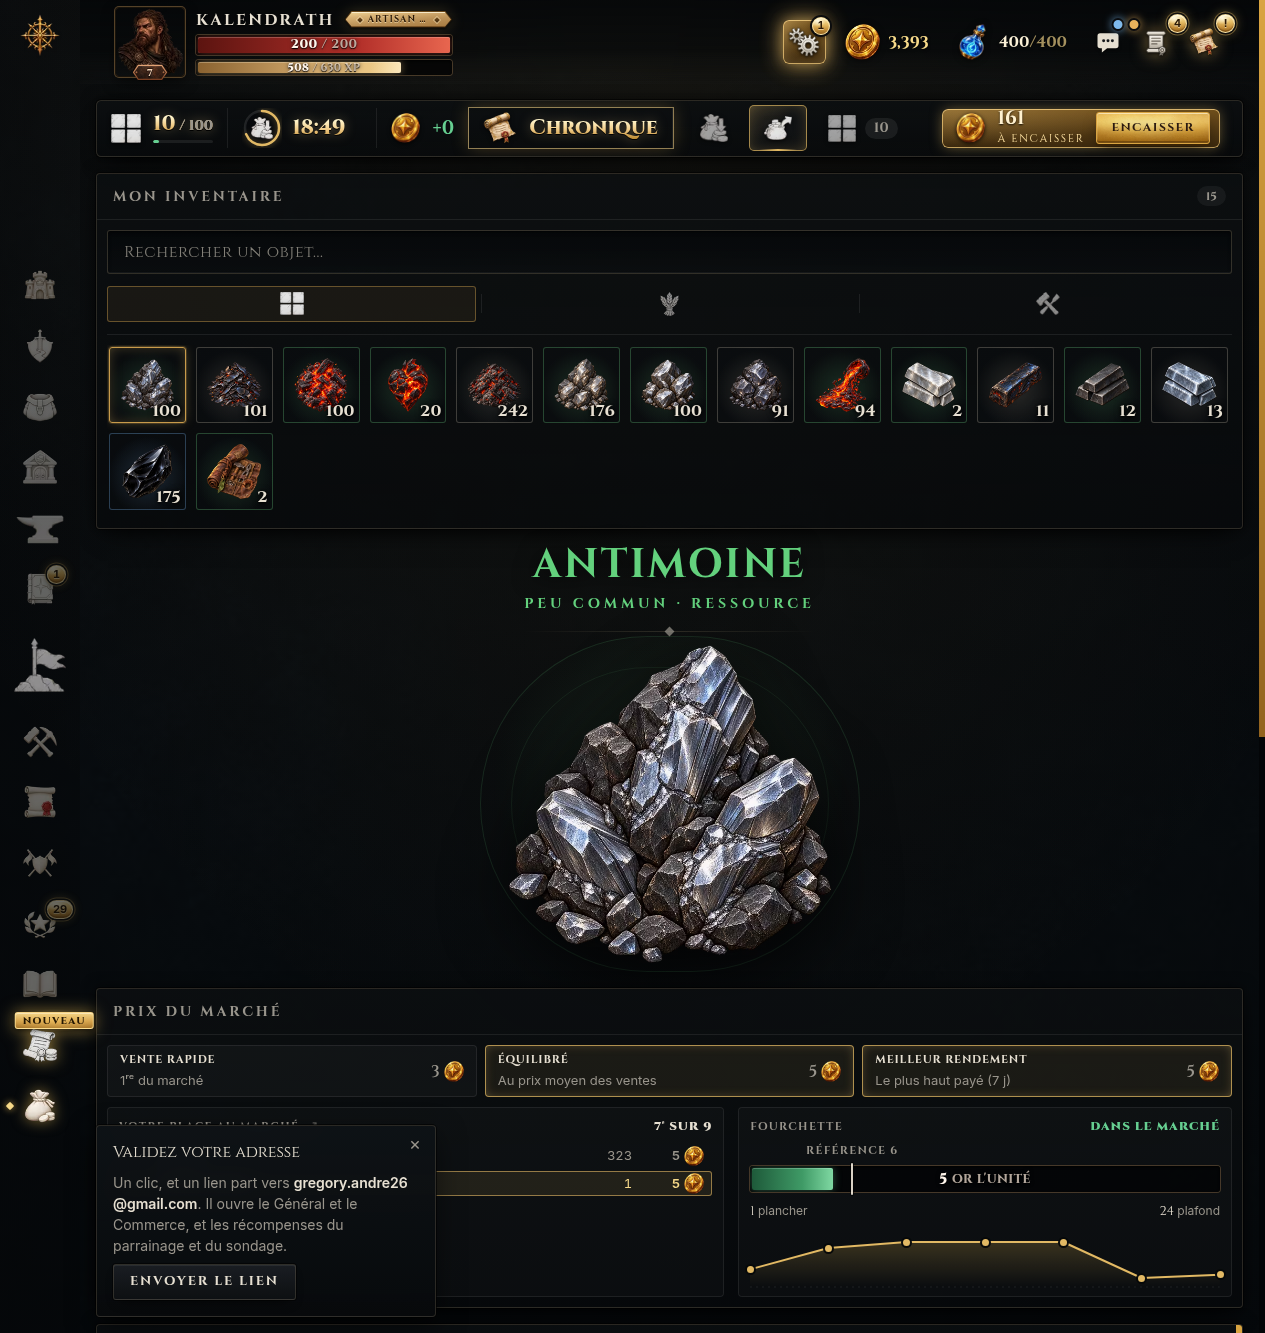 KALENDRATH
ARTISAN ...
200 / 200
508 / 630 XP
7
1
3,393
400/400
4
!
10 / 100
18:49
+0
CHRONIQUE
10
161
À ENCAISSER
ENCAISSER
MON INVENTAIRE
15
RECHERCHER UN OBJET...
100
101
100
20
242
176
100
91
94
2
11
12
13
175
2
1
29
NOUVEAU
ANTIMOINE
PEU COMMUN · RESSOURCE
PRIX DU MARCHÉ
VENTE RAPIDE
1re du marché
3
ÉQUILIBRÉ
Au prix moyen des ventes
5
MEILLEUR RENDEMENT
Le plus haut payé (7 j)
5
7e SUR 9
323 5
1 5
FOURCHETTE
DANS LE MARCHÉ
RÉFÉRENCE 6
5 OR L'UNITÉ
1 plancher
24 plafond
VALIDEZ VOTRE ADRESSE
×
Un clic, et un lien part vers gregory.andre26
@gmail.com. Il ouvre le Général et le
Commerce, et les récompenses du
parrainage et du sondage.
ENVOYER LE LIEN